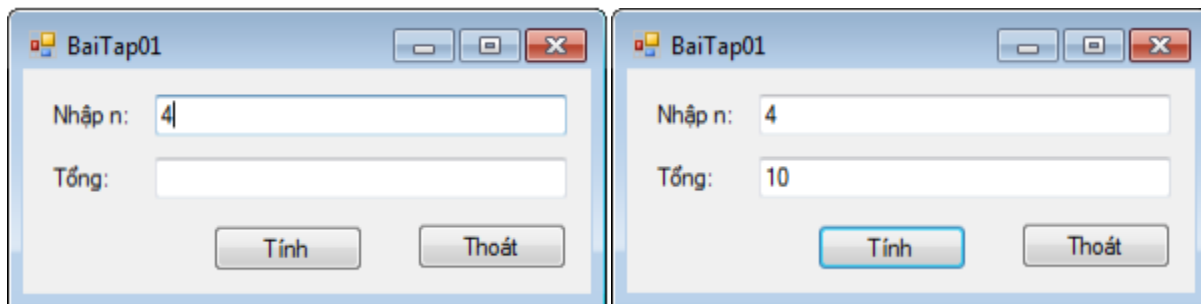 BaiTap01
Nhập n: 4
Tổng:
Tính Thoát
BaiTap01
Nhập n: 4
Tổng: 10
Tính Thoát